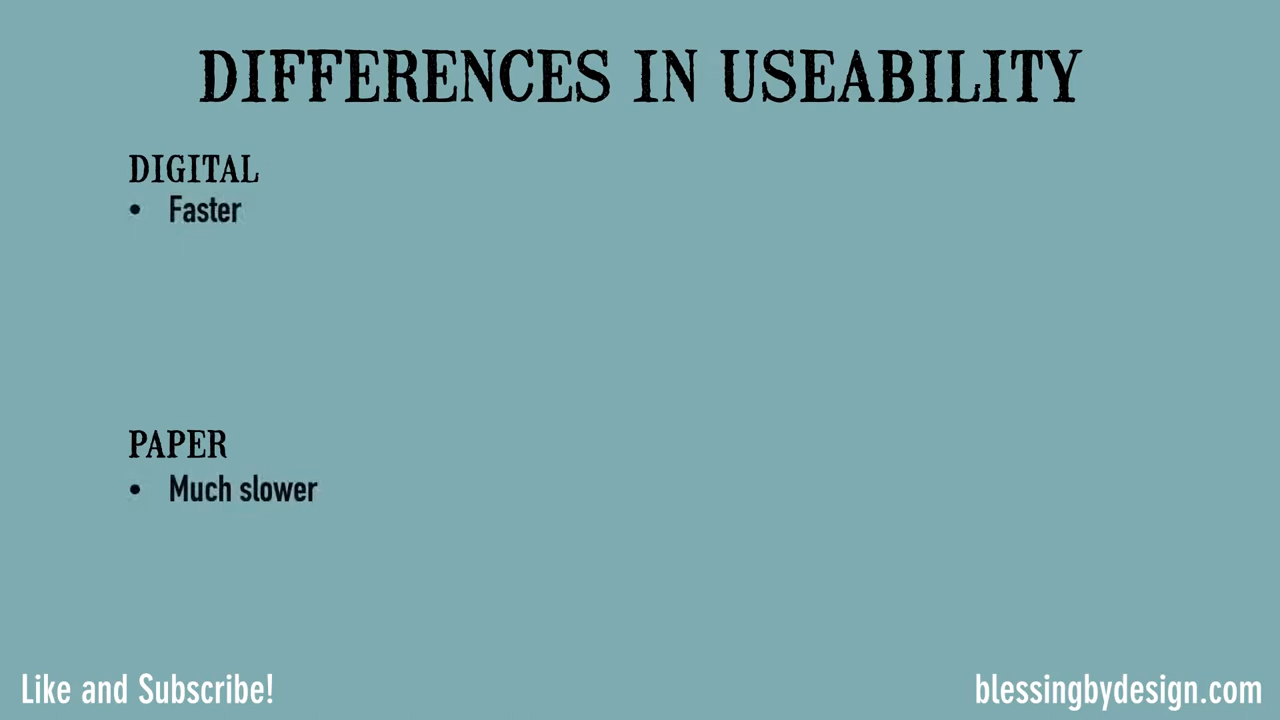 DIFFERENCES IN USEABILITY
DIGITAL
• Faster
PAPER
• Much slower
Like and Subscribe!
blessingbydesign.com